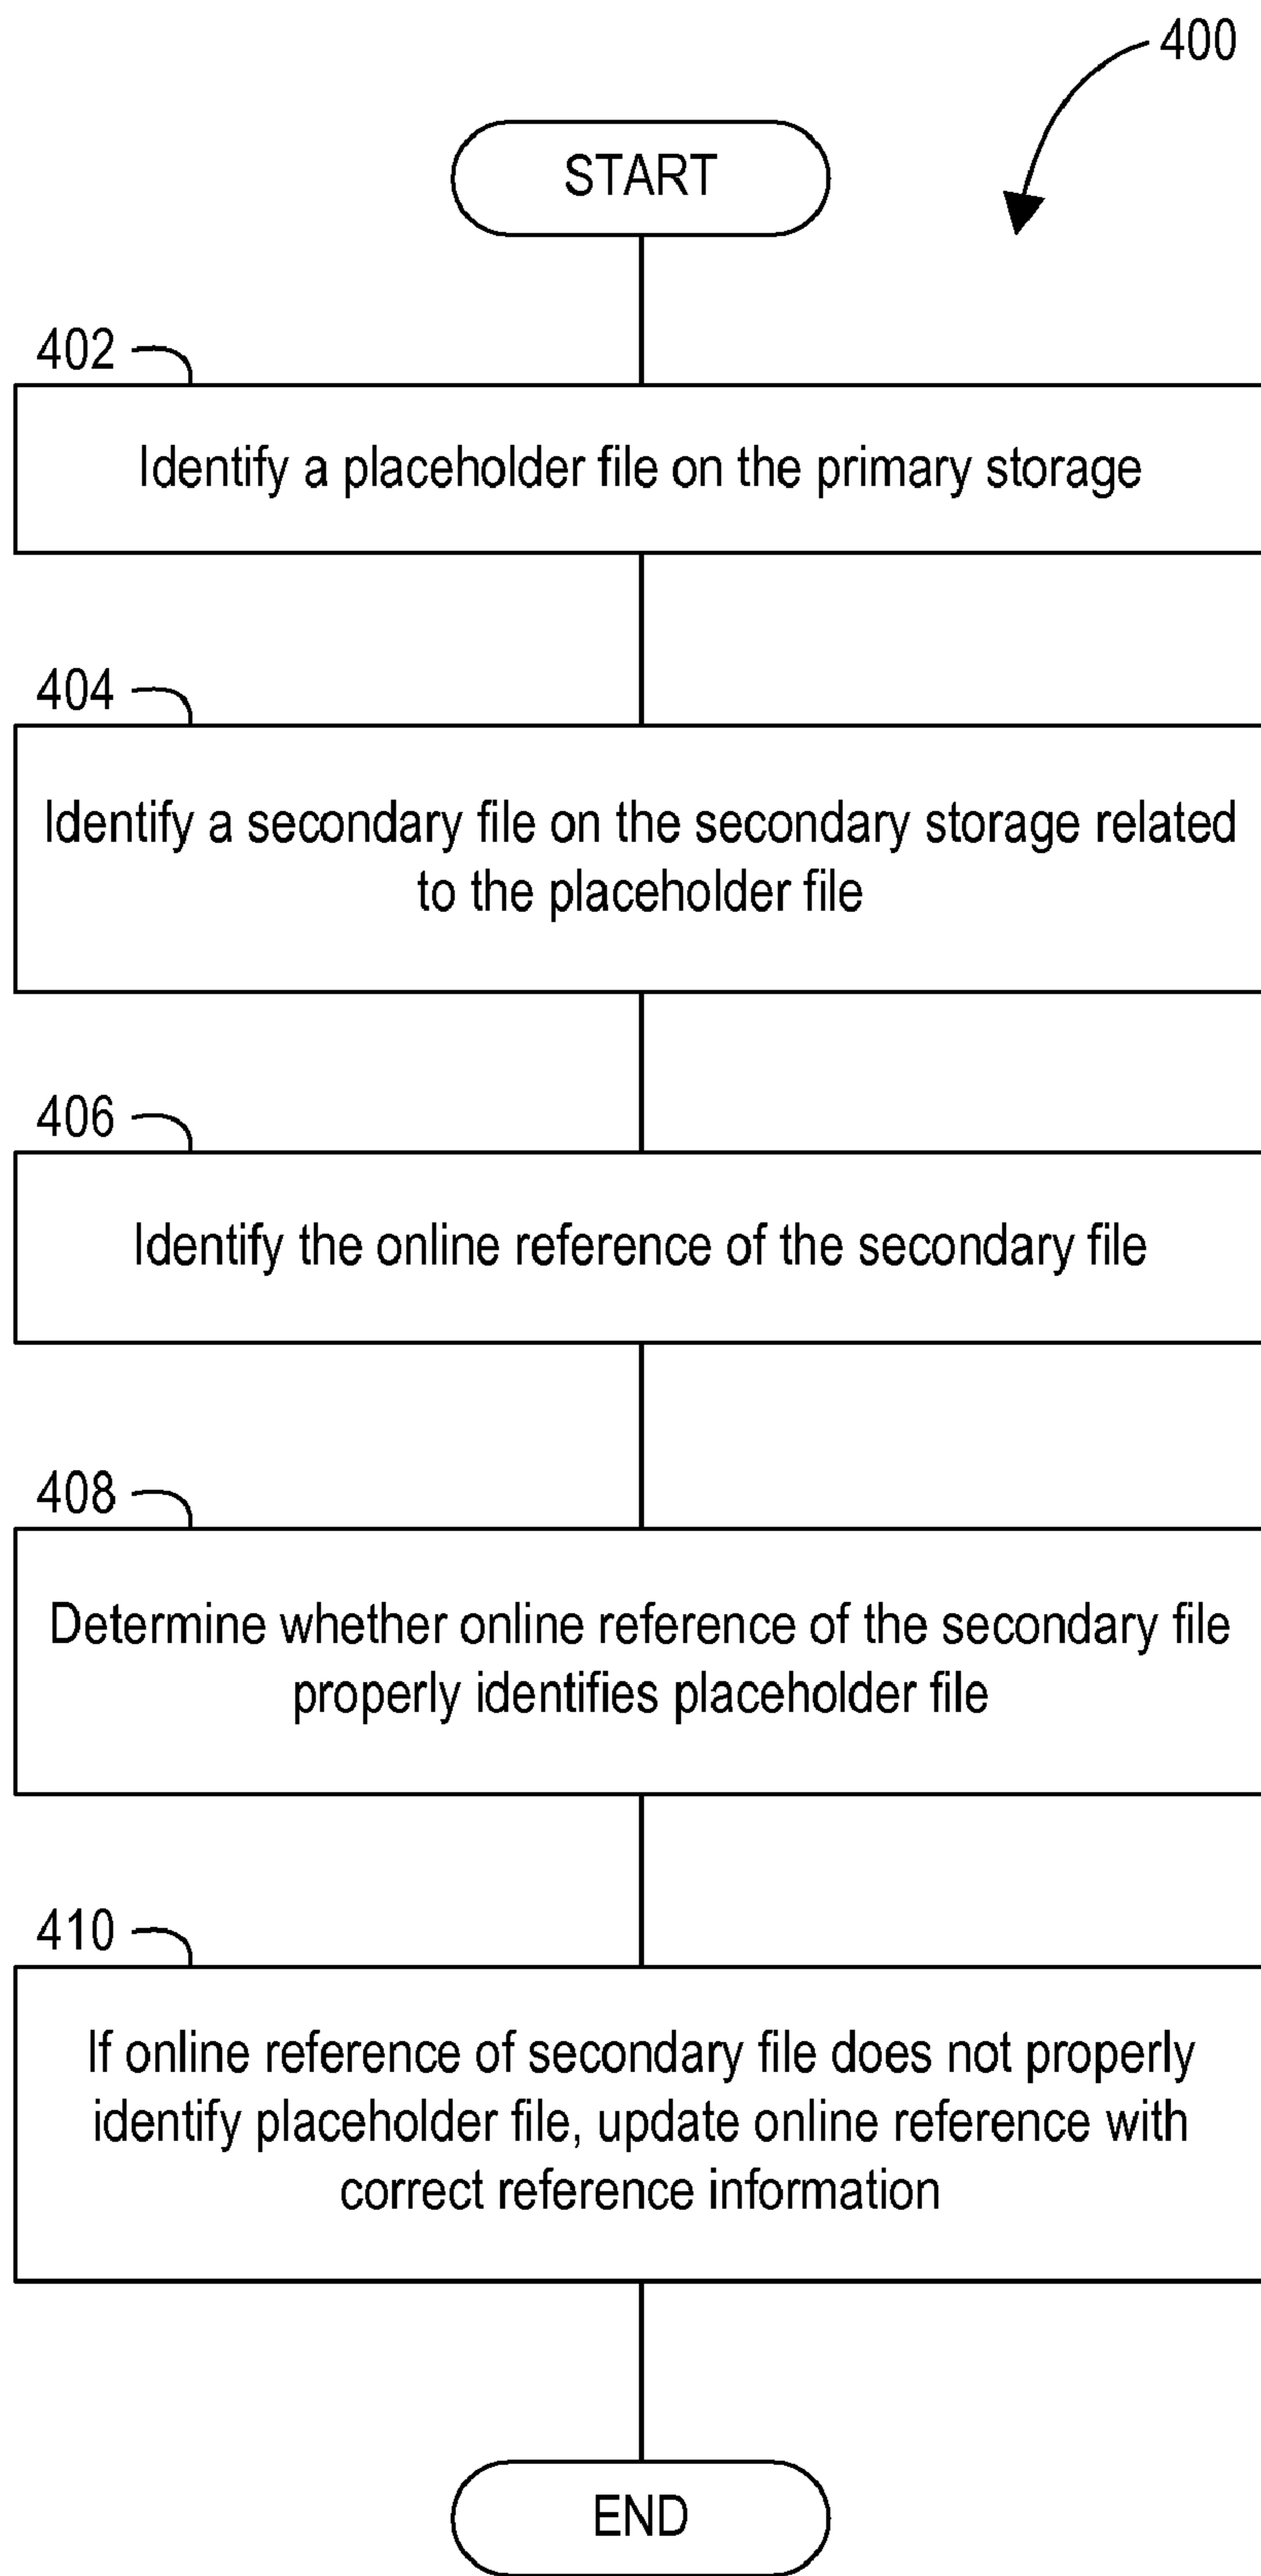 400
START
402
Identify a placeholder file on the primary storage
404
Identify a secondary file on the secondary storage related
to the placeholder file
406
Identify the online reference of the secondary file
408
Determine whether online reference of the secondary file
properly identifies placeholder file
410
If online reference of secondary file does not properly
identify placeholder file, update online reference with
correct reference information
END